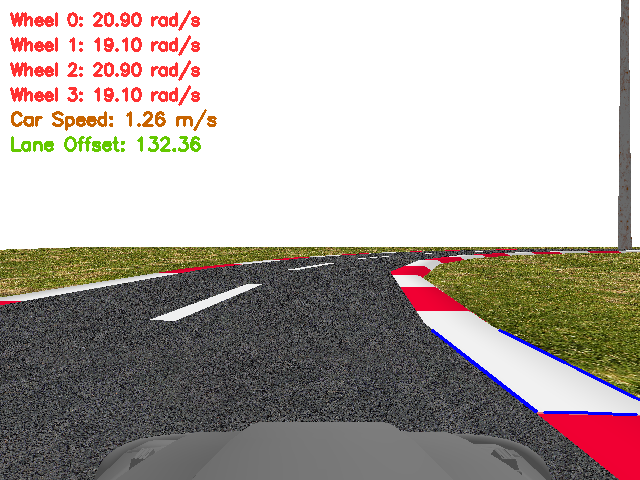 Wheel 0: 20.90 rad/s
Wheel 1: 19.10 rad/s
Wheel 2: 20.90 rad/s
Wheel 3: 19.10 rad/s
Car Speed: 1.26 m/s
Lane Offset: 132.36